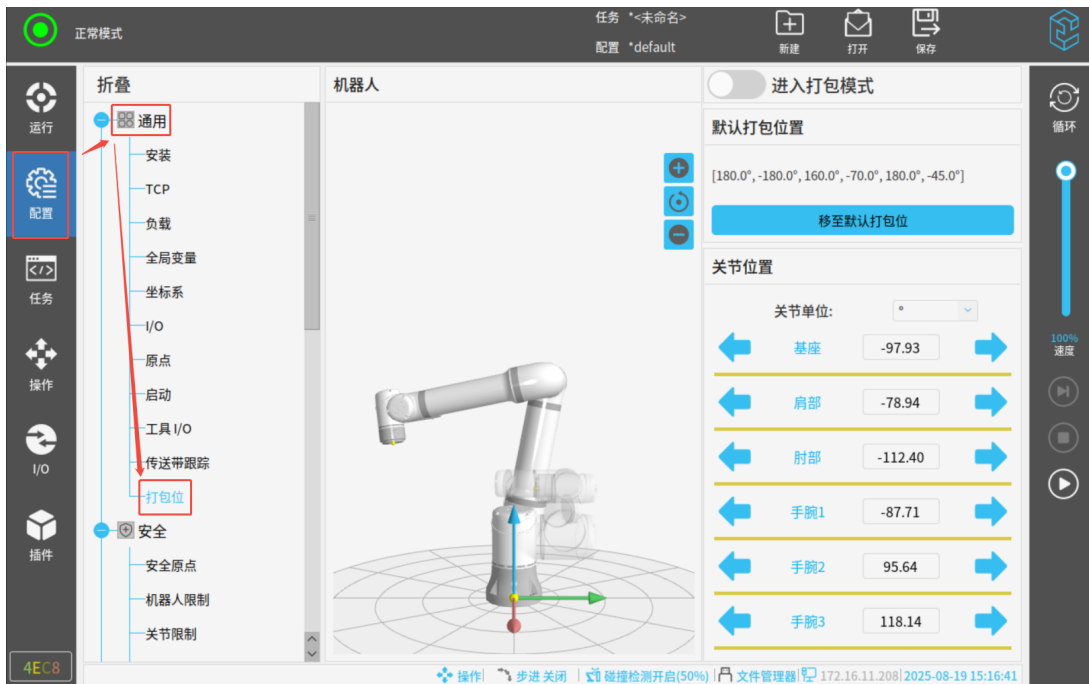 正常模式
任务 *<未命名>
配置 *default
新建
打开
保存
运行
配置
任务
操作
I/O
插件
4EC8
折叠
通用
安装
TCP
负载
全局变量
坐标系
I/O
原点
启动
工具 I/O
传送带跟踪
打包位
安全
安全原点
机器人限制
关节限制
机器人
进入打包模式
默认打包位置
[180.0°, -180.0°, 160.0°, -70.0°, 180.0°, -45.0°]
移至默认打包位
关节位置
关节单位: °
基座 -97.93
肩部 -78.94
肘部 -112.40
手腕1 -87.71
手腕2 95.64
手腕3 118.14
循环
100%
速度
操作 步进 关闭 碰撞检测开启(50%) 文件管理器 172.16.11.208 2025-08-19 15:16:41